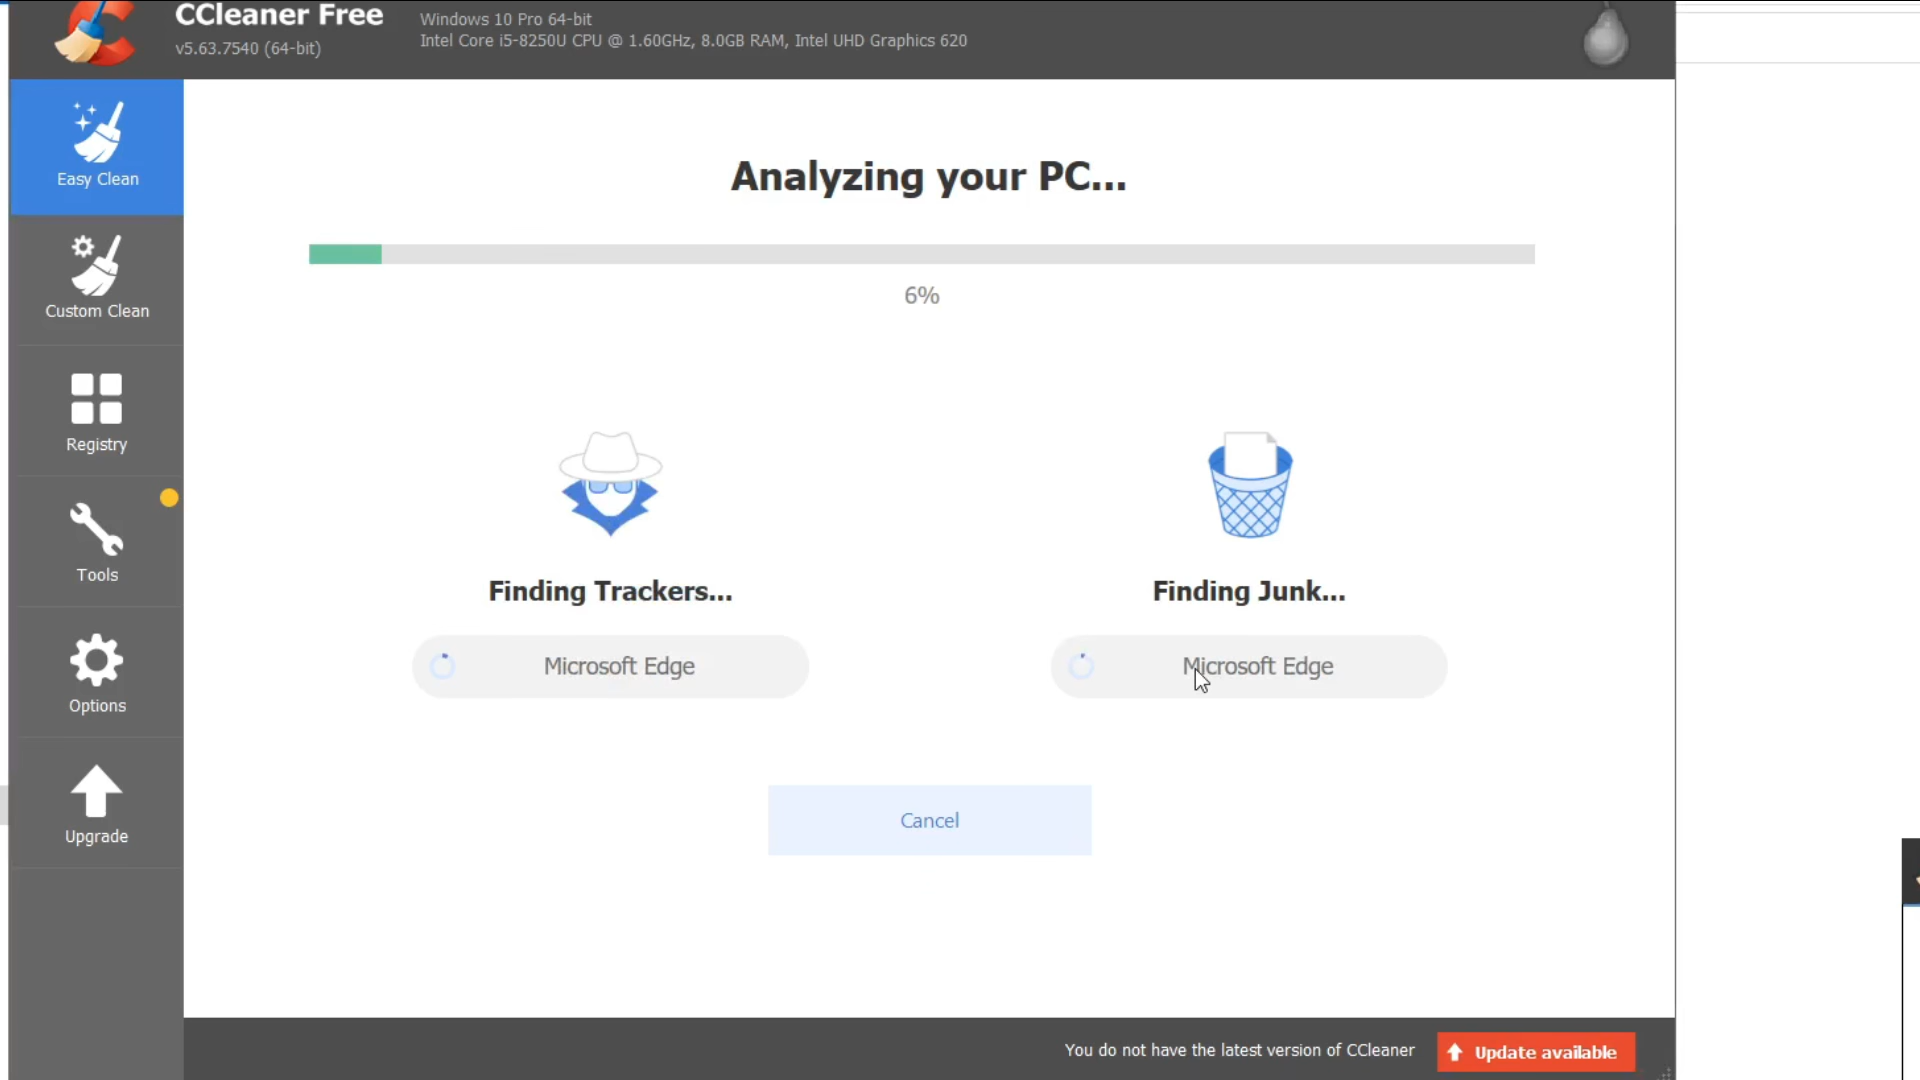 CCleaner Free
v5.63.7540 (64-bit)
Windows 10 Pro 64-bit
Intel Core i5-8250U CPU @ 1.60GHz, 8.0GB RAM, Intel UHD Graphics 620
Easy Clean
Custom Clean
Registry
Tools
Options
Upgrade
Analyzing your PC...
6%
Finding Trackers...
Microsoft Edge
Finding Junk...
Microsoft Edge
Cancel
You do not have the latest version of CCleaner
Update available